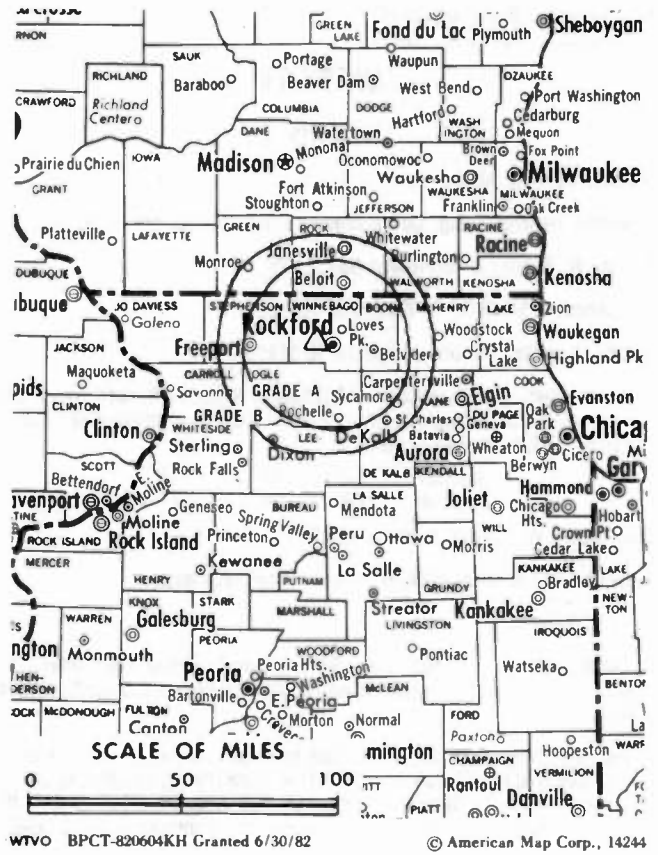 GREEN LAKE Fond du Lac Plymouth Sheboygan
SAUK Portage Waupun
RICHLAND Baraboo Beaver Dam West Bend OZAUKEE
CRAWFORD Richland Center COLUMBIA DODGE Hartford WASHINGTON Port Washington
Cedarburg
DANE Watertown Mequon
IOWA Madison Monona Oconomowoc Brown Deer Fox Point
Prairie du Chien Waukesha Milwaukee
GRANT Fort Atkinson WAUKESHA MILWAUKEE
Stoughton JEFFERSON Franklin Oak Creek
Platteville LAFAYETTE GREEN ROCK Whitewater RACINE
Janesville Burlington Racine
Monroe
DUBUQUE Beloit WALWORTH KENOSHA Kenosha
JO DAVIESS STEPHENSON WINNEBAGO BOONE McHENRY LAKE Zion
Galena Rockford Loves Pk. Woodstock Waukegan
JACKSON Freeport Belvidere Crystal Lake Highland Pk
Maquoketa CARROLL OGLE Carpentersville COOK
Savanna GRADE A Sycamore KANE Elgin Evanston
CLINTON GRADE B Rochelle St Charles DU PAGE Oak Park
Clinton WHITESIDE LEE DeKalb Geneva Batavia
Sterling Dixon Aurora Wheaton Cicero
SCOTT Rock Falls Berwyn
Bettendorf DE KALB KENDALL Gary
Moline LA SALLE Hammond
Geneseo BUREAU Mendota Joliet Chicago Hts.
Moline Spring Valley WILL Hobart
ROCK ISLAND Rock Island Princeton Peru Ottawa Morris Crown Pt
MERCER Kewanee La Salle Cedar Lake
HENRY PUTNAM GRUNDY KANKAKEE LAKE
KNOX STARK Bradley
WARREN Galesburg MARSHALL Streator Kankakee NEWTON
PEORIA LIVINGSTON IROQUOIS
Monmouth WOODFORD
Peoria Hts. Pontiac
HENDERSON Peoria Washington Watseka
Bartonville E. Peoria McLEAN
McDONOUGH FULTON Morton Normal FORD
Canton Paxton Hoopeston
SCALE OF MILES CHAMPAIGN
0 50 100 Rantoul VERMILION
PIATT Danville
WTVO BPCT-820604KH Granted 6/30/82 © American Map Corp., 14244